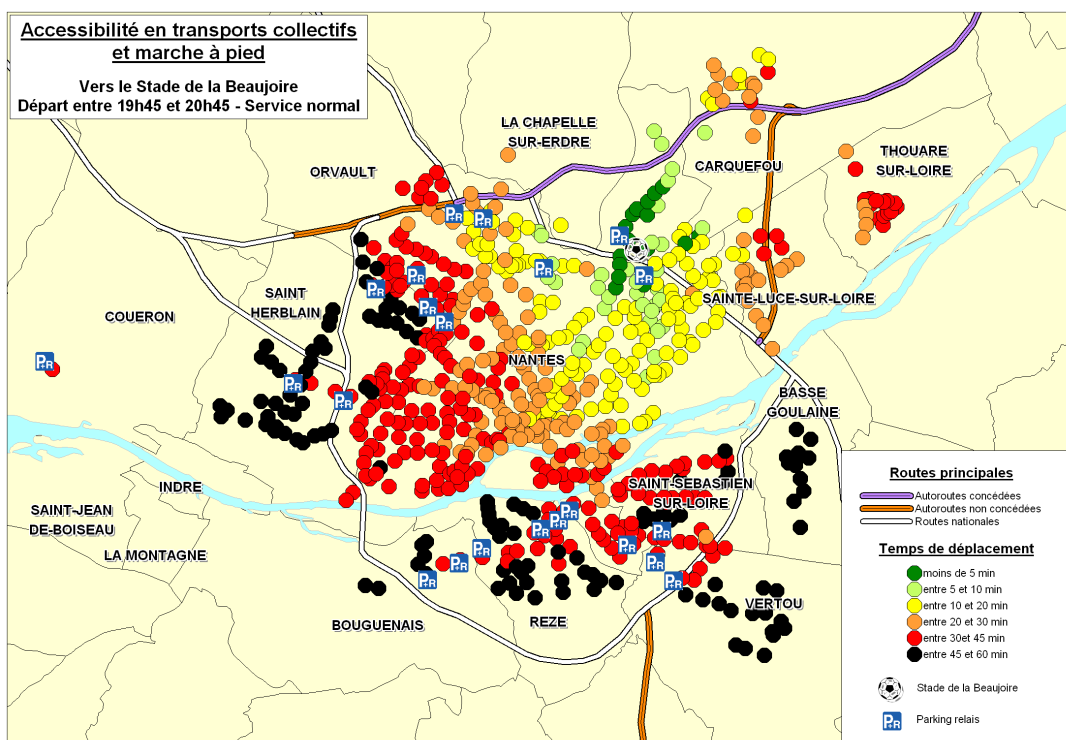 Accessibilité en transports collectifs
et marche à pied
Vers le Stade de la Beaujoire
Départ entre 19h45 et 20h45 - Service normal
LA CHAPELLE
SUR-ERDRE
ORVAULT
CARQUEFOU
THOUARE
SUR-LOIRE
P+R
P+R
P+R
P+R
P+R
P+R
P+R
SAINT
HERBLAIN
P+R
P+R
SAINTE-LUCE-SUR-LOIRE
COUERON
P+R
NANTES
P+R
P+R
P+R
BASSE
GOULAINE
INDRE
SAINT-SEBASTIEN
SUR-LOIRE
SAINT-JEAN
DE-BOISEAU
LA MONTAGNE
P+R
P+R
P+R
P+R
P+R
P+R
P+R
P+R
P+R
P+R
VERTOU
BOUGUENAIS
REZE
Routes principales
Autoroutes concédées
Autoroutes non concédées
Routes nationales
Temps de déplacement
moins de 5 min
entre 5 et 10 min
entre 10 et 20 min
entre 20 et 30 min
entre 30et 45 min
entre 45 et 60 min
Stade de la Beaujoire
P+R
Parking relais